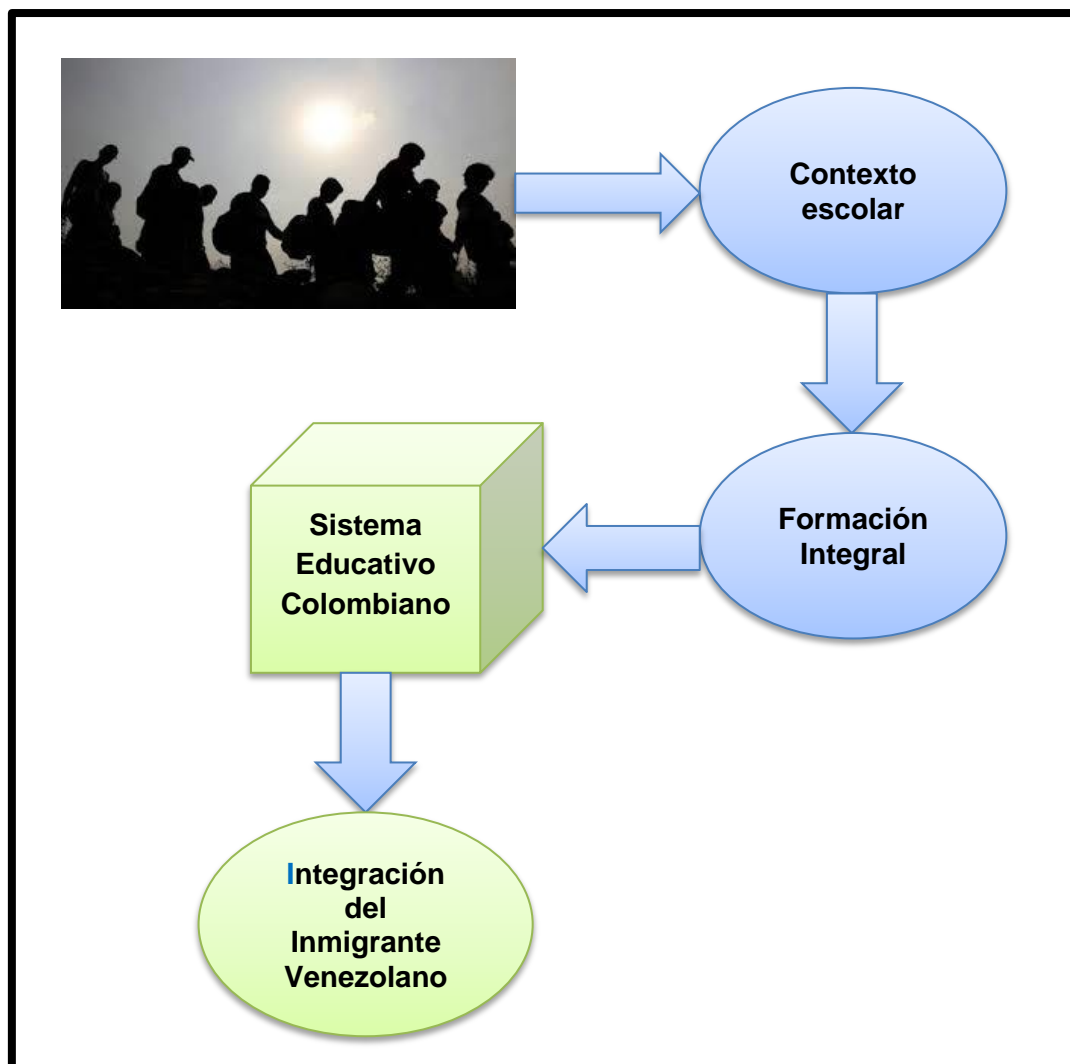 Contexto
escolar
Formación
Integral
Sistema
Educativo
Colombiano
Integración
del
Inmigrante
Venezolano